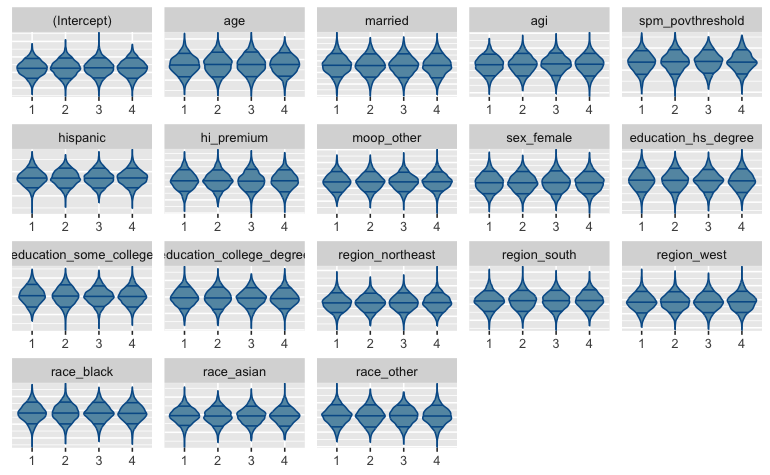 (Intercept) age married agi spm_povthreshold
1 2 3 4 1 2 3 4 1 2 3 4 1 2 3 4 1 2 3 4
hispanic hi_premium moop_other sex_female education_hs_degree
1 2 3 4 1 2 3 4 1 2 3 4 1 2 3 4 1 2 3 4
education_some_college education_college_degree region_northeast region_south region_west
1 2 3 4 1 2 3 4 1 2 3 4 1 2 3 4 1 2 3 4
race_black race_asian race_other
1 2 3 4 1 2 3 4 1 2 3 4